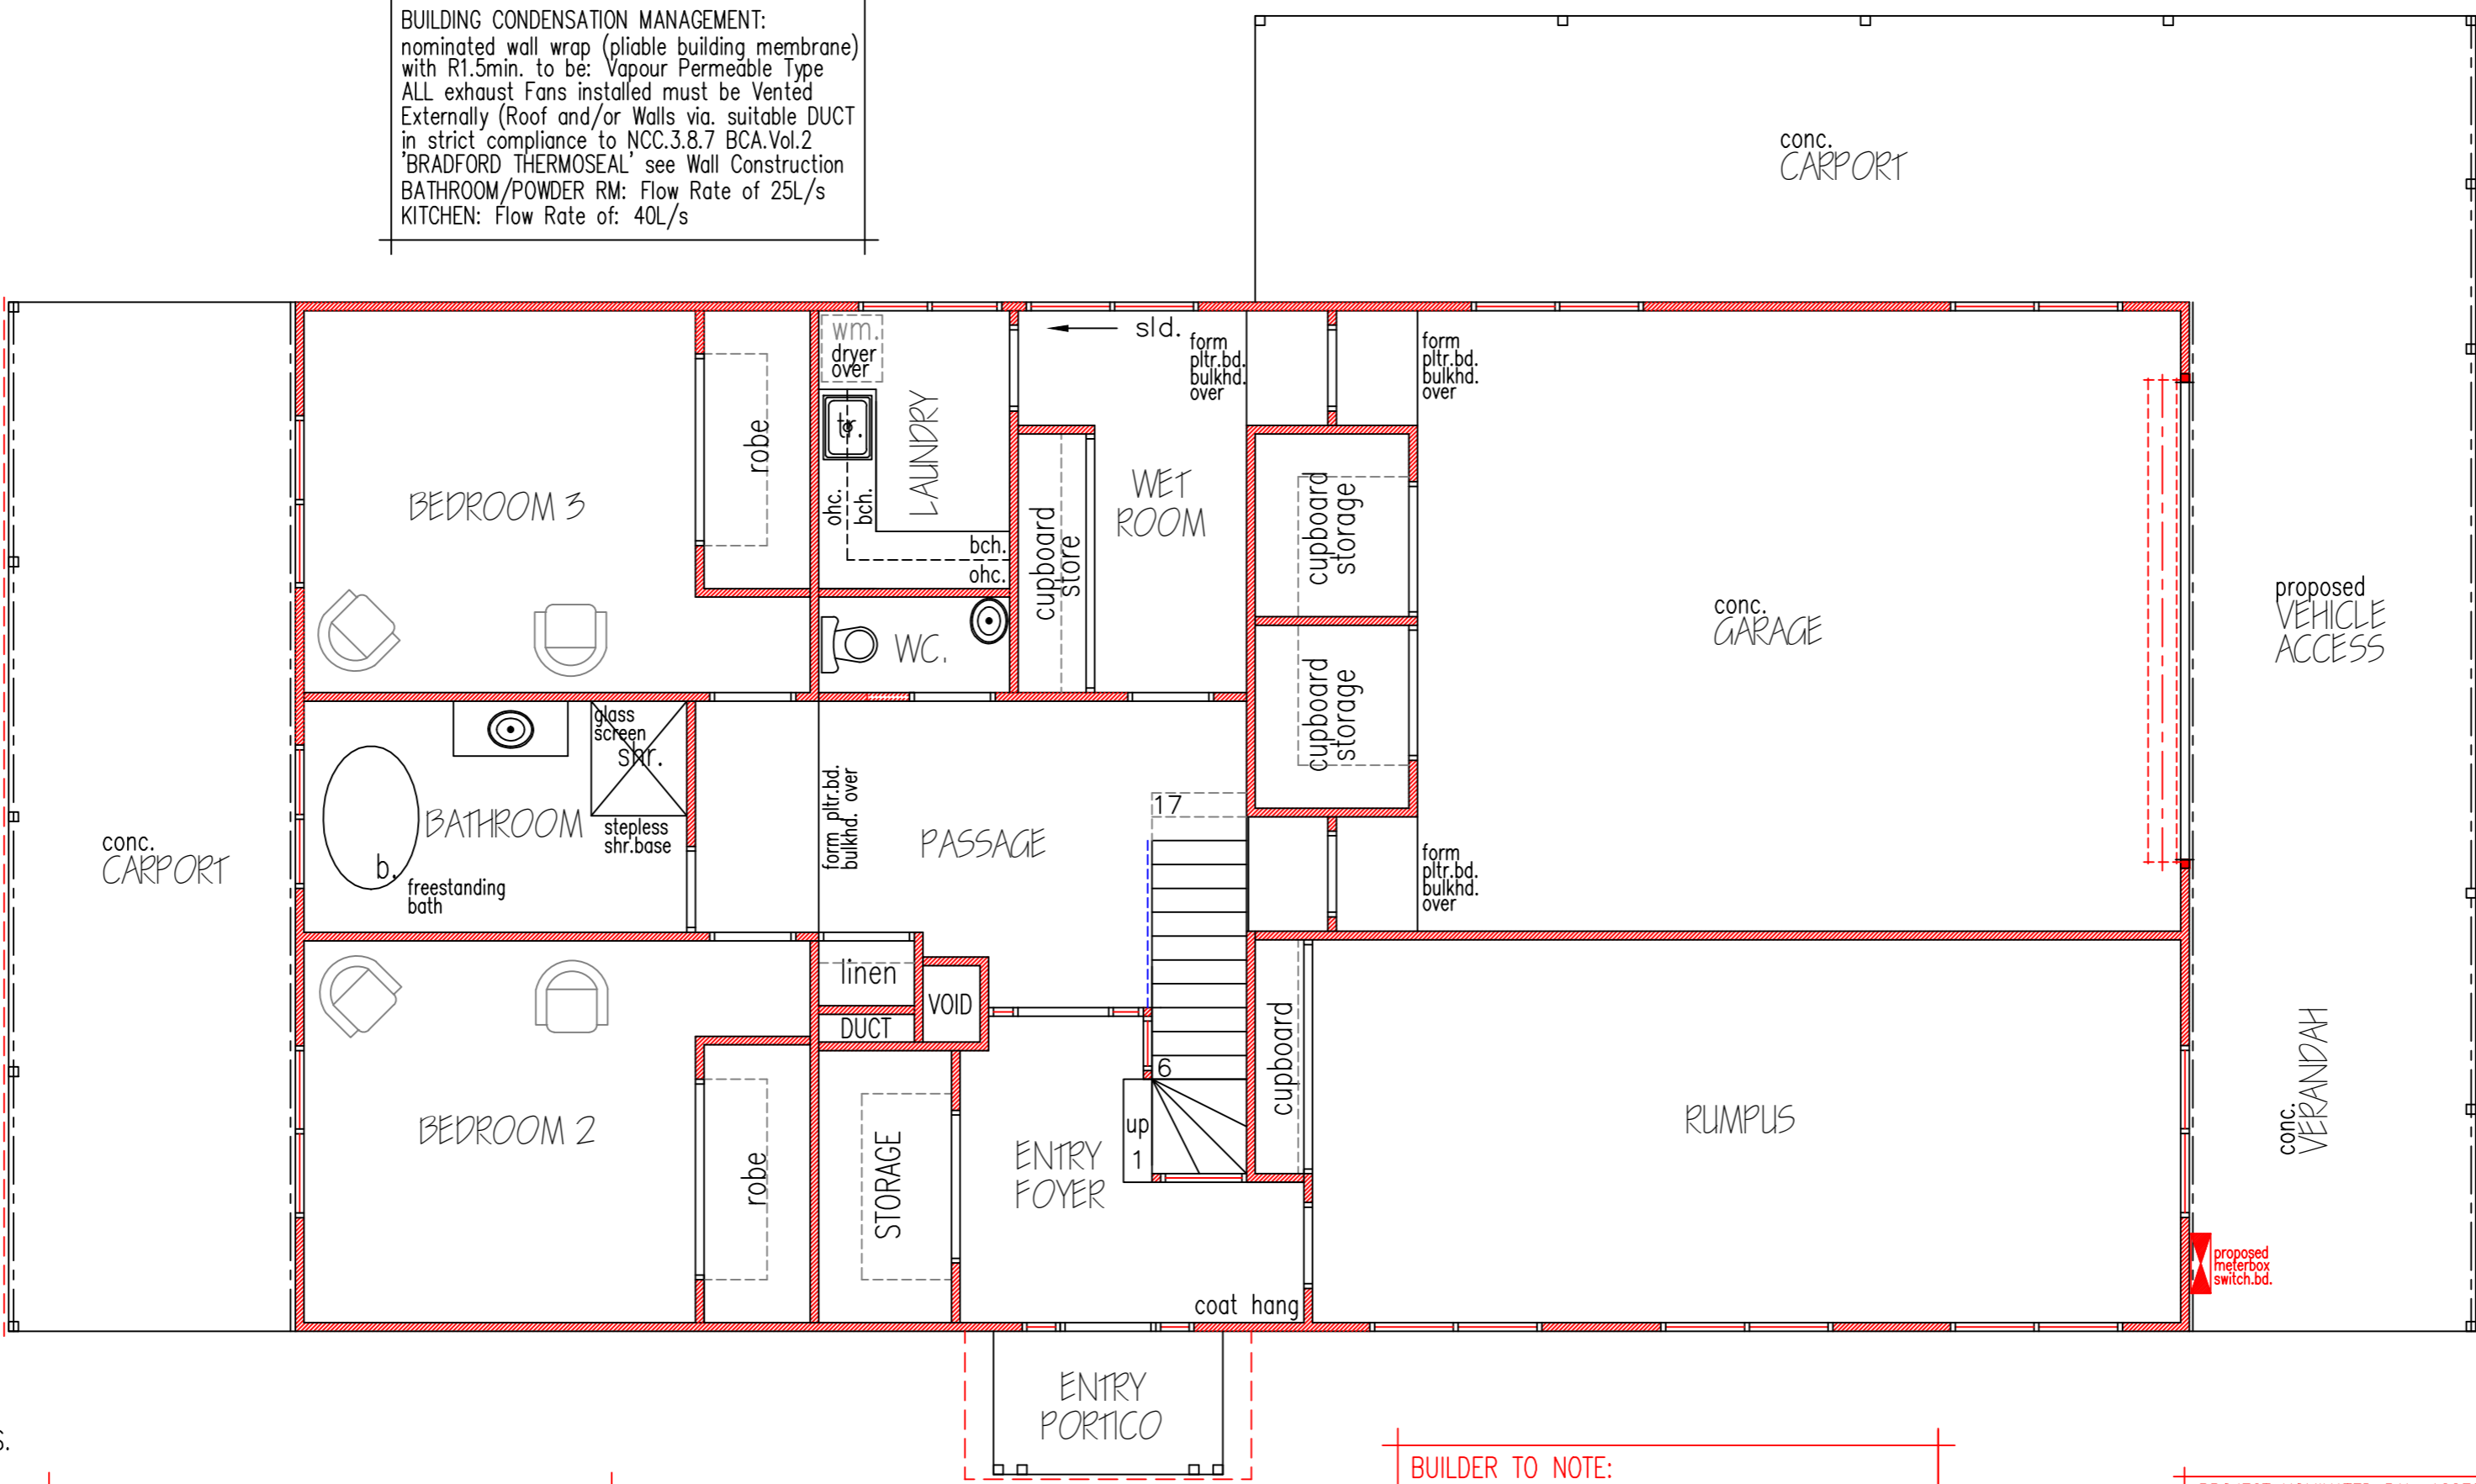 BUILDING CONDENSATION MANAGEMENT:
nominated wall wrap (pliable building membrane)
with R1.5min. to be: Vapour Permeable Type
ALL exhaust Fans installed must be Vented
Externally (Roof and/or Walls via. suitable DUCT
in strict compliance to NCC.3.8.7 BCA.Vol.2
'BRADFORD THERMOSEAL' see Wall Construction
BATHROOM/POWDER RM: Flow Rate of 25L/s
KITCHEN: Flow Rate of: 40L/s
conc.
CARPORT
wm.
dryer
over
sld.
form
pltr.bd.
bulkhd.
over
form
pltr.bd.
bulkhd.
over
tr.
LAUNDRY
robe
BEDROOM 3
ohc.
bch.
bch.
ohc.
cupboard
store
WET
ROOM
cupboard
storage
conc.
GARAGE
proposed
VEHICLE
ACCESS
WC.
cupboard
storage
glass
screen
shr.
BATHROOM
stepless
shr.base
b.
freestanding
bath
form pltr.bd.
bulkhd. over
PASSAGE
17
conc.
CARPORT
form
pltr.bd.
bulkhd.
over
linen
VOID
DUCT
6
cupboard
BEDROOM 2
robe
STORAGE
ENTRY
FOYER
up
1
RUMPUS
conc.
VERANDAH
proposed
meterbox
switch.bd.
coat hang
ENTRY
PORTICO
S.
BUILDER TO NOTE: